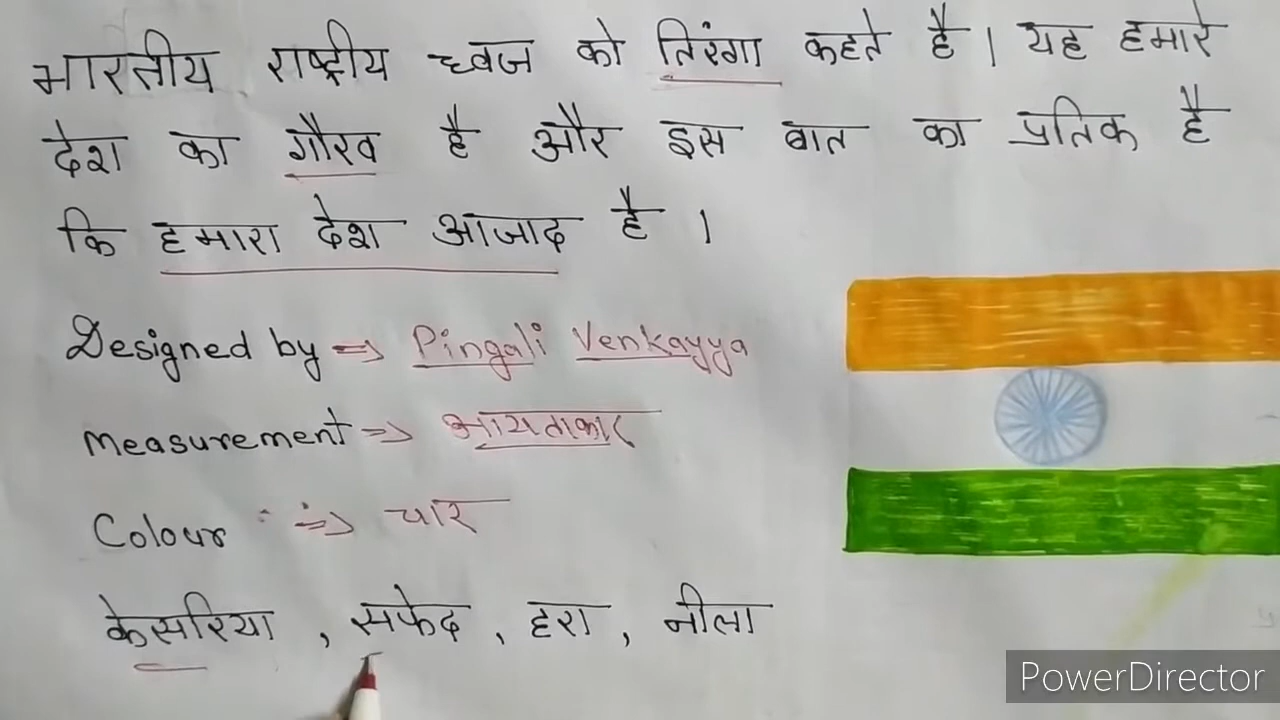 भारतीय राष्ट्रीय ध्वज को तिरंगा कहते है। यह हमारे
देश का गौरव है और इस बात का प्रतिक है
कि हमारा देश आजाद है।
Designed by ⇒ Pingali Venkayya
Measurement ⇒ आयताकार
Colour ⇒ चार
केसरिया , सफेद , हरा , नीला
PowerDirector